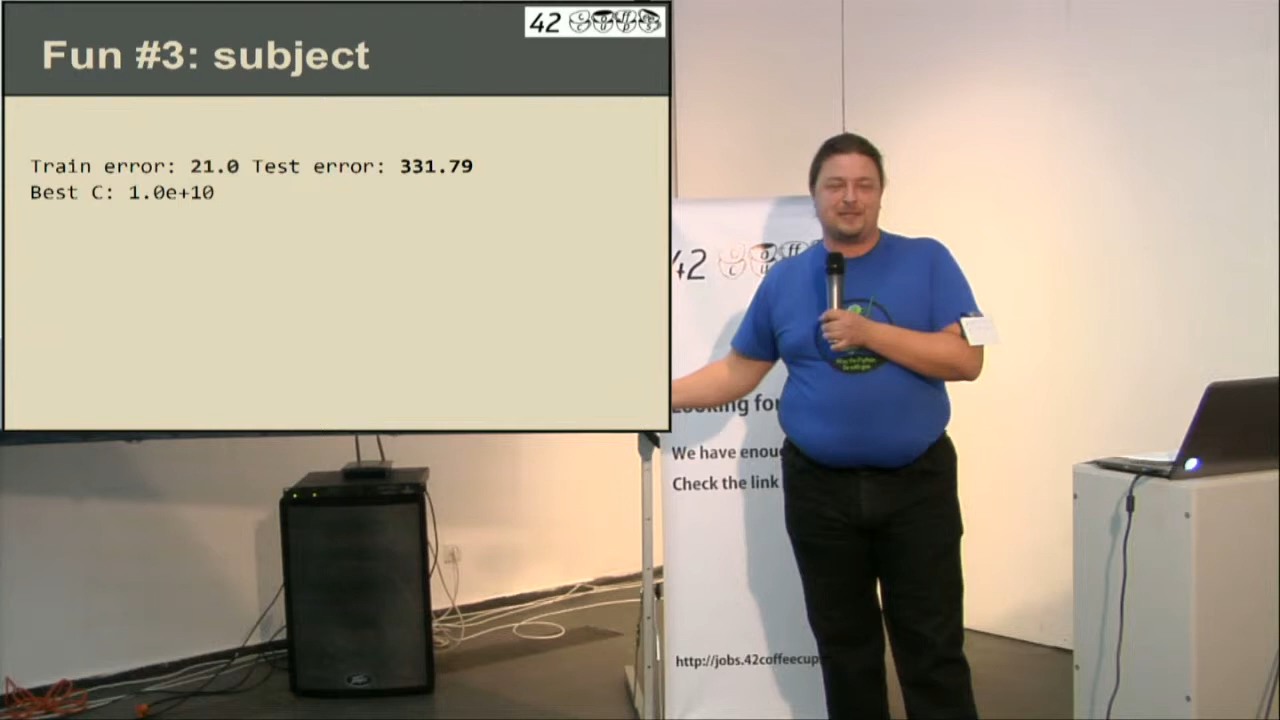 42
Fun #3: subject
Train error: 21.0 Test error: 331.79
Best C: 1.0e+10
42
Looking for
We have enou
Check the link
http://jobs.42coffeecup